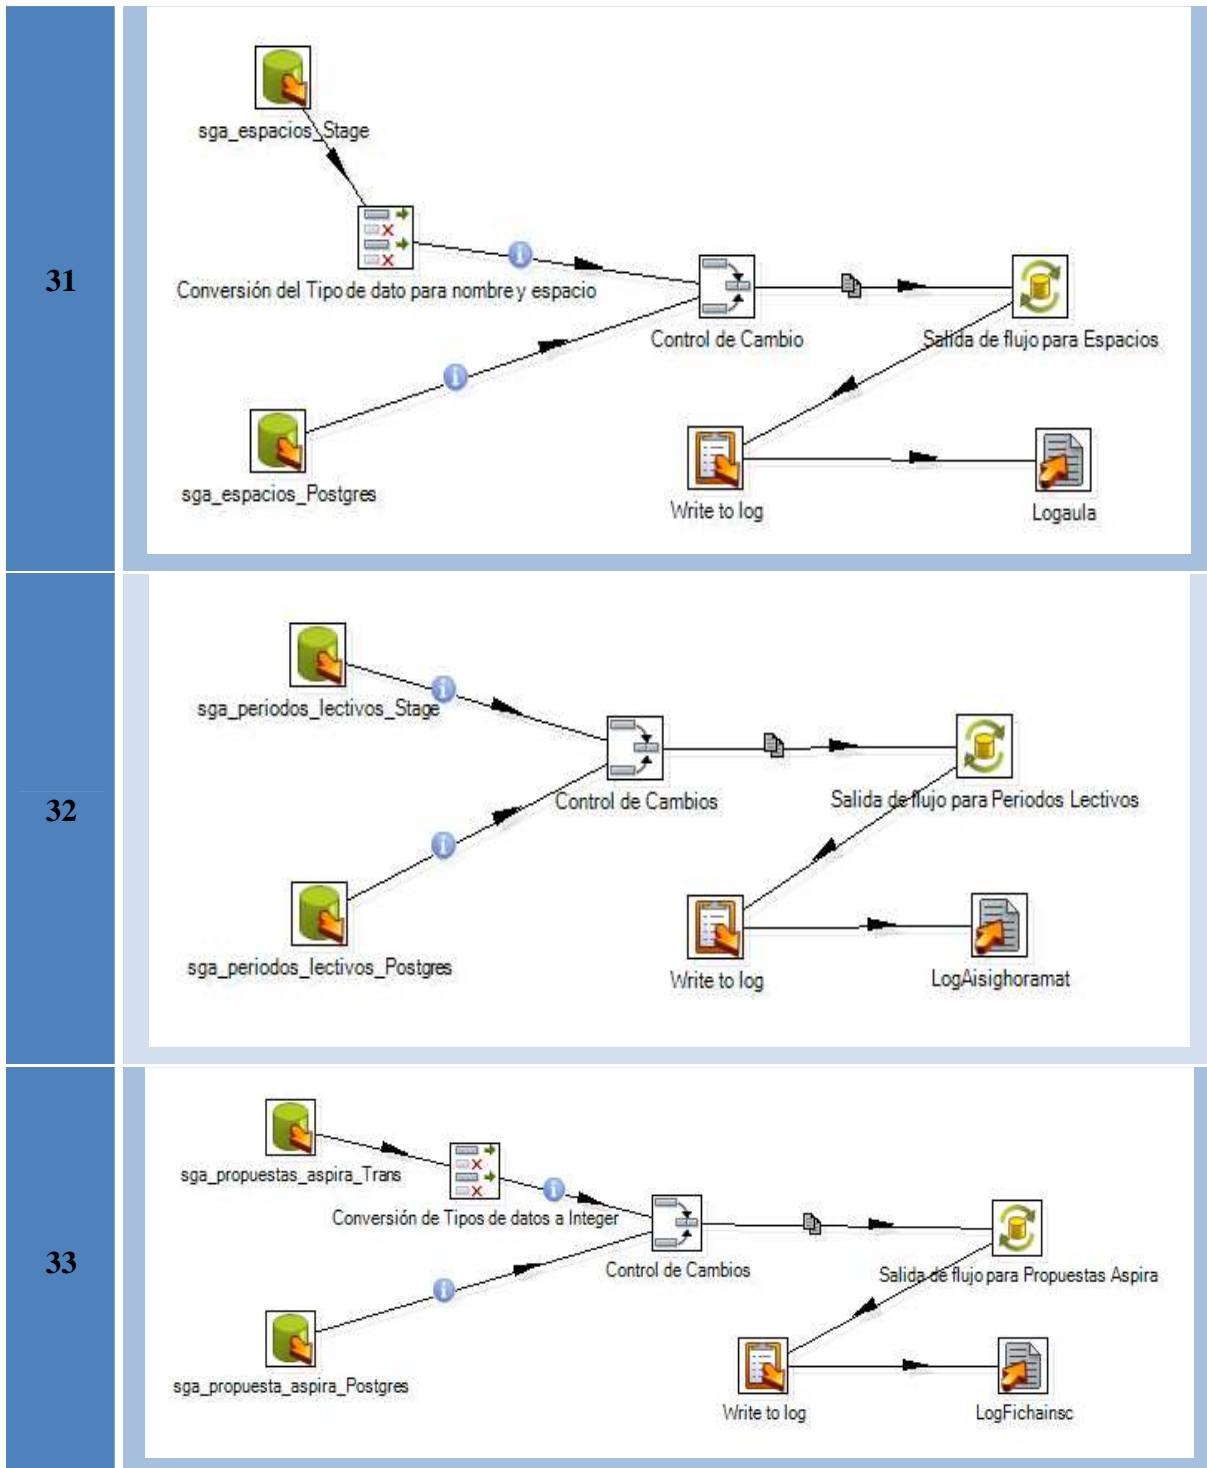 31
sga_espacios_Stage
Conversión del Tipo de dato para nombre y espacio
Control de Cambio
Salida de flujo para Espacios
sga_espacios_Postgres
Write to log
Logaula
32
sga_periodos_lectivos_Stage
Control de Cambios
Salida de flujo para Periodos Lectivos
sga_periodos_lectivos_Postgres
Write to log
LogAisighoramat
33
sga_propuestas_aspira_Trans
Conversión de Tipos de datos a Integer
Control de Cambios
Salida de flujo para Propuestas Aspira
sga_propuesta_aspira_Postgres
Write to log
LogFichainsc